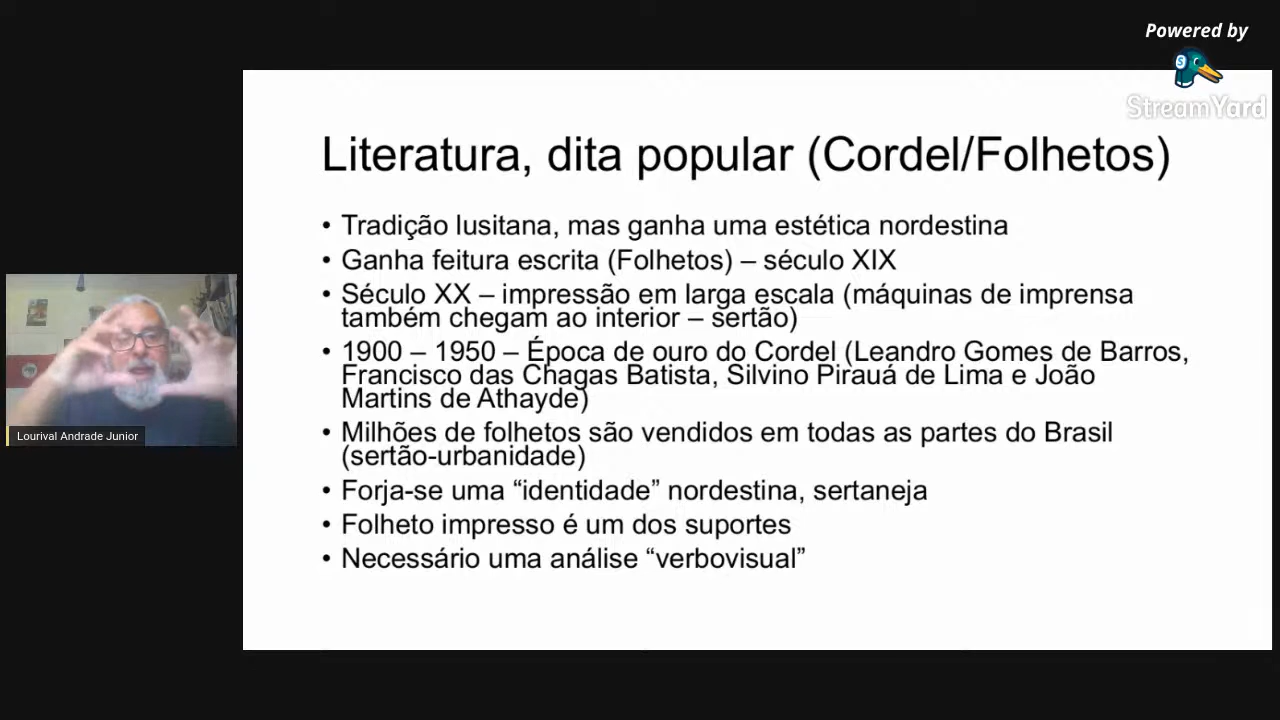 Powered by
StreamYard
Literatura, dita popular (Cordel/Folhetos)
• Tradição lusitana, mas ganha uma estética nordestina
• Ganha feitura escrita (Folhetos) – século XIX
• Século XX – impressão em larga escala (máquinas de imprensa
também chegam ao interior – sertão)
• 1900 – 1950 – Época de ouro do Cordel (Leandro Gomes de Barros,
Francisco das Chagas Batista, Silvino Pirauá de Lima e João
Martins de Athayde)
• Milhões de folhetos são vendidos em todas as partes do Brasil
(sertão-urbanidade)
• Forja-se uma “identidade” nordestina, sertaneja
• Folheto impresso é um dos suportes
• Necessário uma análise “verbovisual”
Lourival Andrade Junior